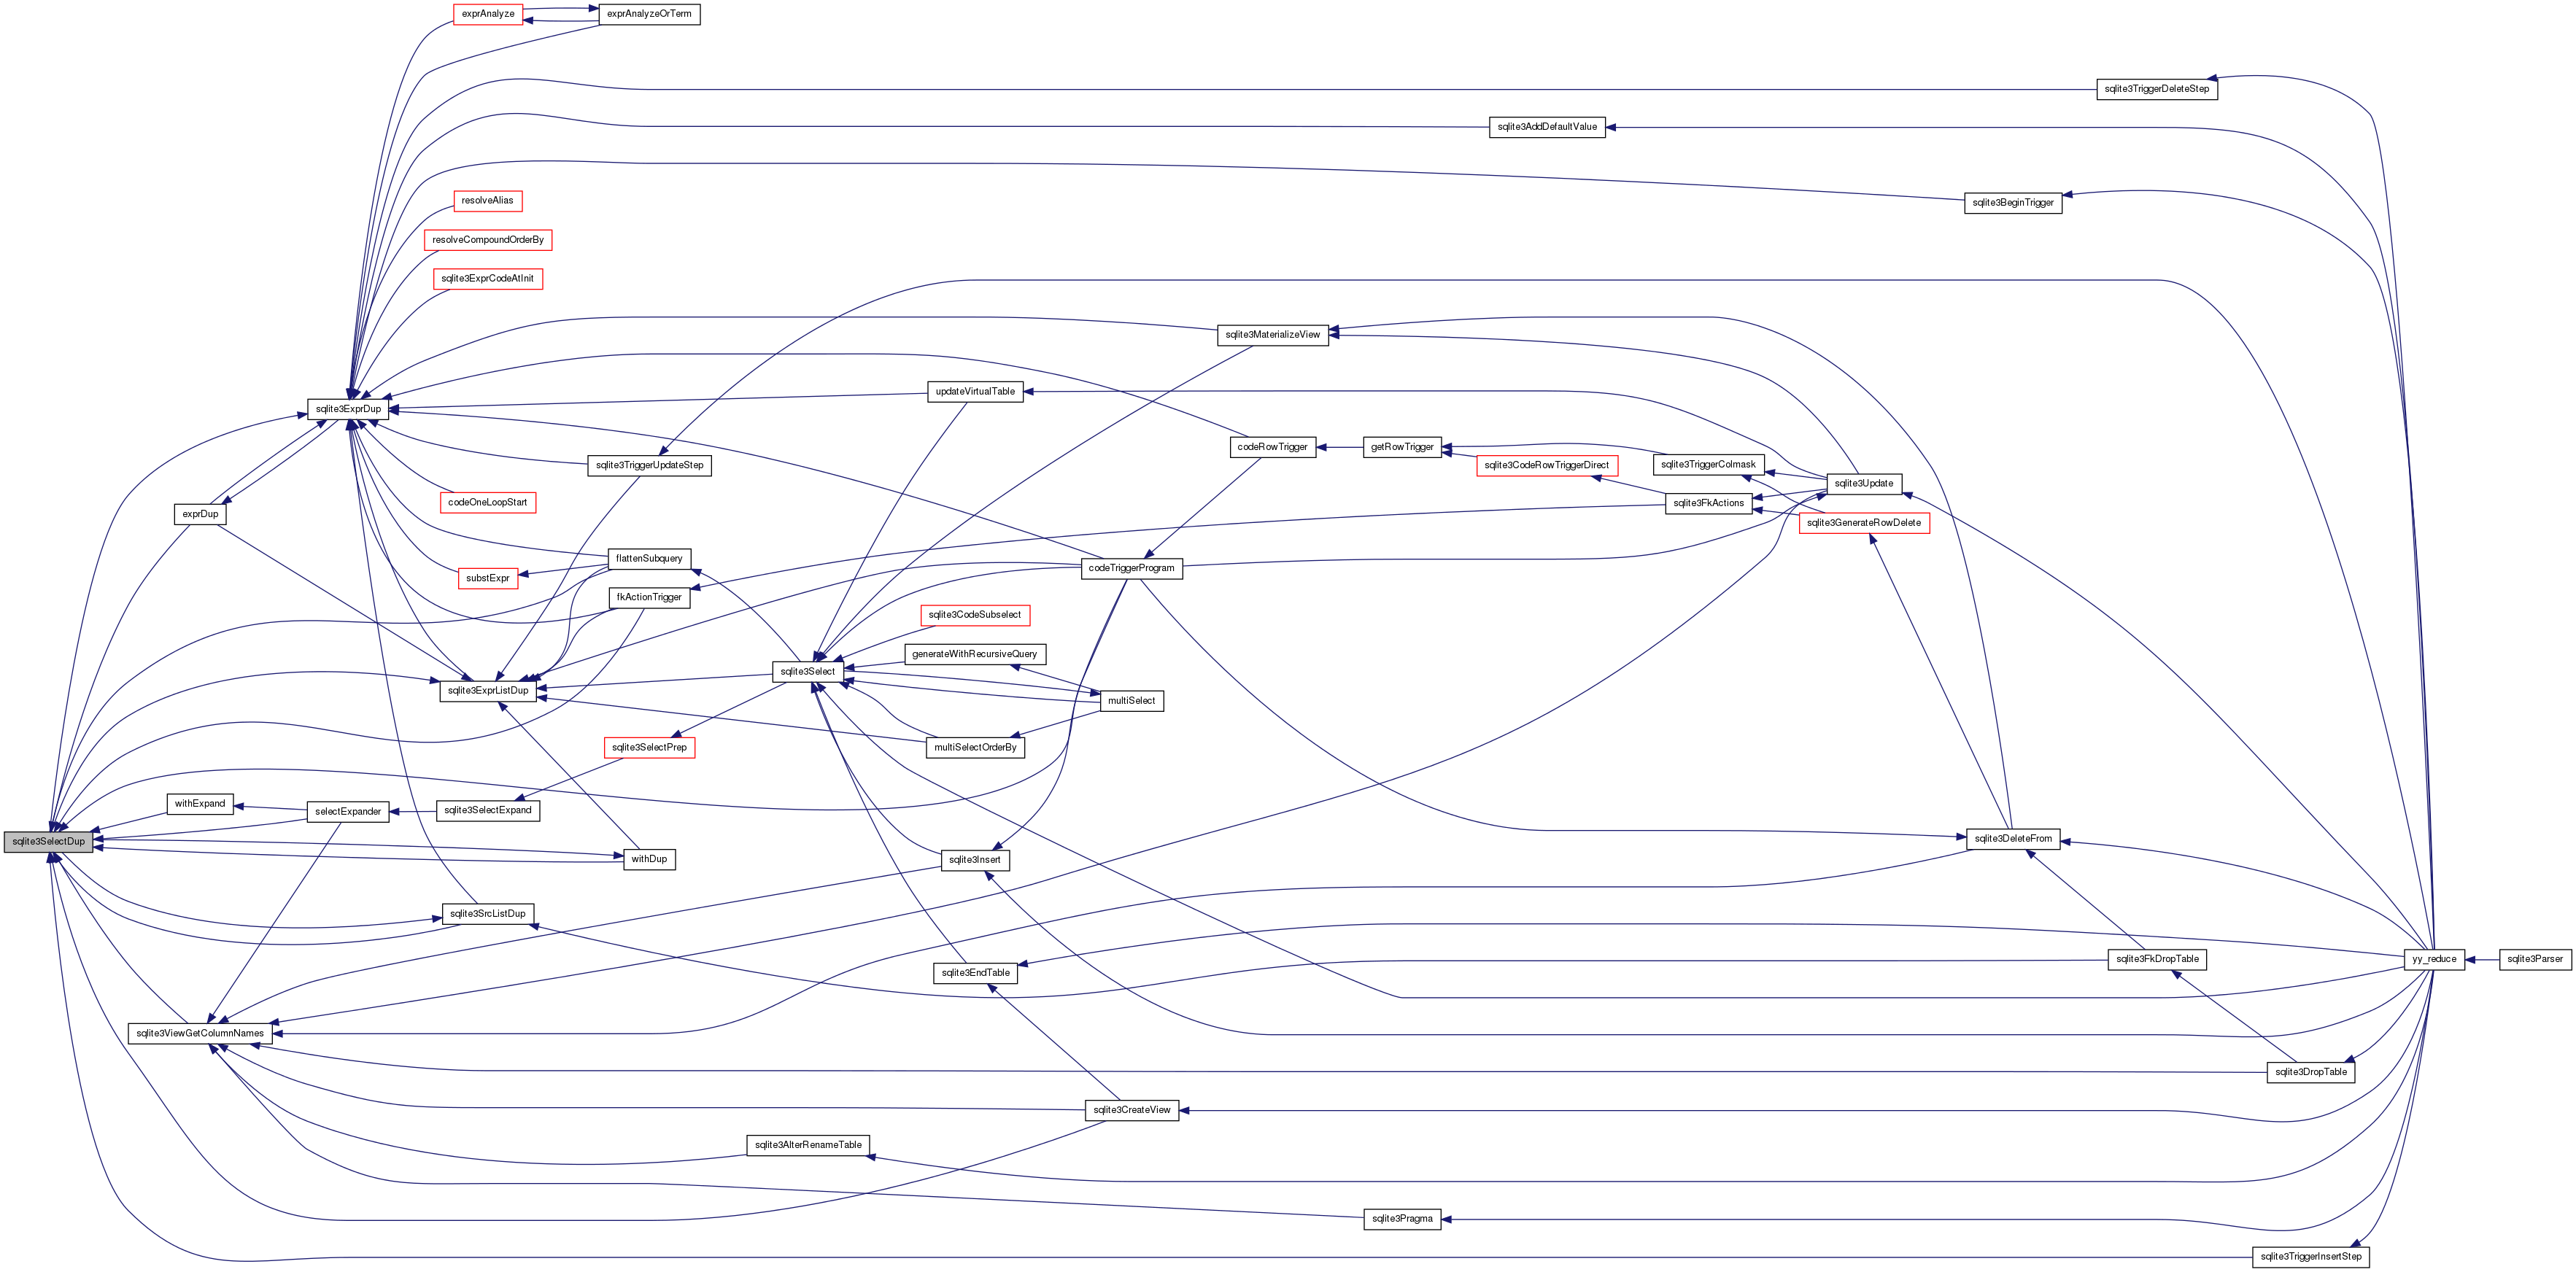 exprAnalyze
exprAnalyzeOrTerm
sqlite3TriggerDeleteStep
sqlite3AddDefaultValue
resolveAlias
sqlite3BeginTrigger
resolveCompoundOrderBy
sqlite3ExprCodeAtInit
sqlite3MaterializeView
updateVirtualTable
sqlite3ExprDup
codeRowTrigger
getRowTrigger
sqlite3TriggerUpdateStep
sqlite3CodeRowTriggerDirect
sqlite3TriggerColmask
sqlite3Update
codeOneLoopStart
sqlite3FkActions
exprDup
sqlite3GenerateRowDelete
flattenSubquery
codeTriggerProgram
substExpr
fkActionTrigger
sqlite3CodeSubselect
generateWithRecursiveQuery
sqlite3Select
sqlite3ExprListDup
multiSelect
sqlite3SelectPrep
multiSelectOrderBy
withExpand
selectExpander
sqlite3SelectExpand
sqlite3SelectDup
sqlite3DeleteFrom
withDup
sqlite3Insert
sqlite3SrcListDup
sqlite3EndTable
sqlite3FkDropTable
yy_reduce
sqlite3Parser
sqlite3ViewGetColumnNames
sqlite3DropTable
sqlite3CreateView
sqlite3AlterRenameTable
sqlite3Pragma
sqlite3TriggerInsertStep